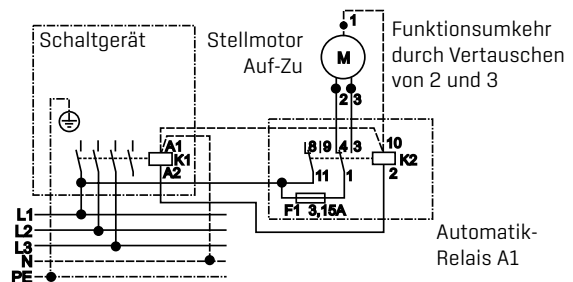 Schaltgerät
Stellmotor
Auf-Zu
Funktionsumkehr
durch Vertauschen
von 2 und 3
1
M
2 3
A1
K1
A2
8 9 4 3
10
K2
11 1 2
F1 3,15A
L1
L2
L3
N
PE
Automatik-
Relais A1